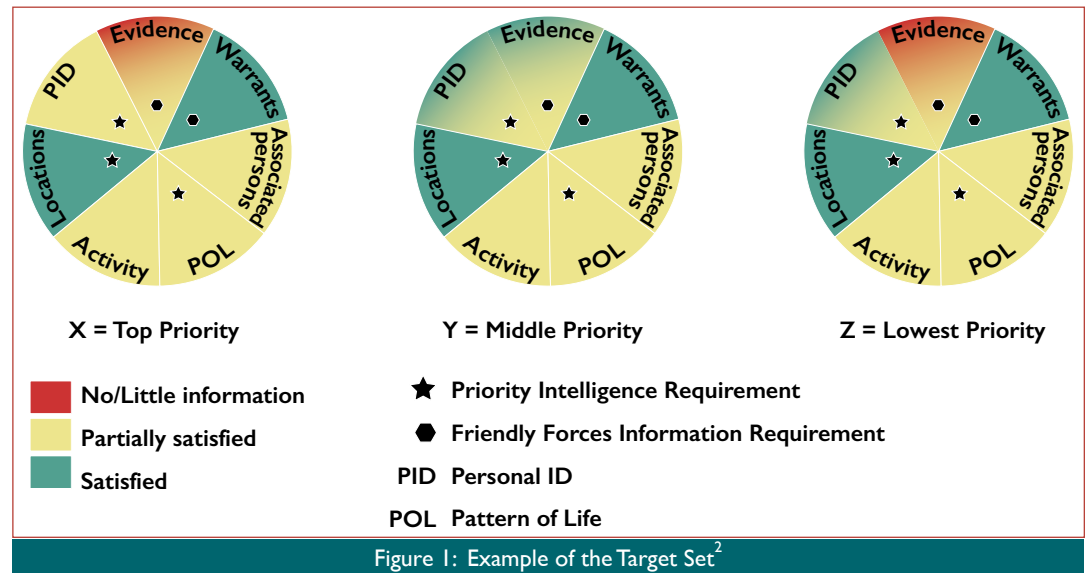 Evidence
Warrants
Associated
persons
POL
Activity
Locations
PID
Evidence
Warrants
Associated
persons
POL
Activity
Locations
PID
Evidence
Warrants
Associated
persons
POL
Activity
Locations
PID
X = Top Priority
Y = Middle Priority
Z = Lowest Priority
No/Little information
Partially satisfied
Satisfied
Priority Intelligence Requirement
Friendly Forces Information Requirement
PID Personal ID
POL Pattern of Life
Figure 1: Example of the Target Set2